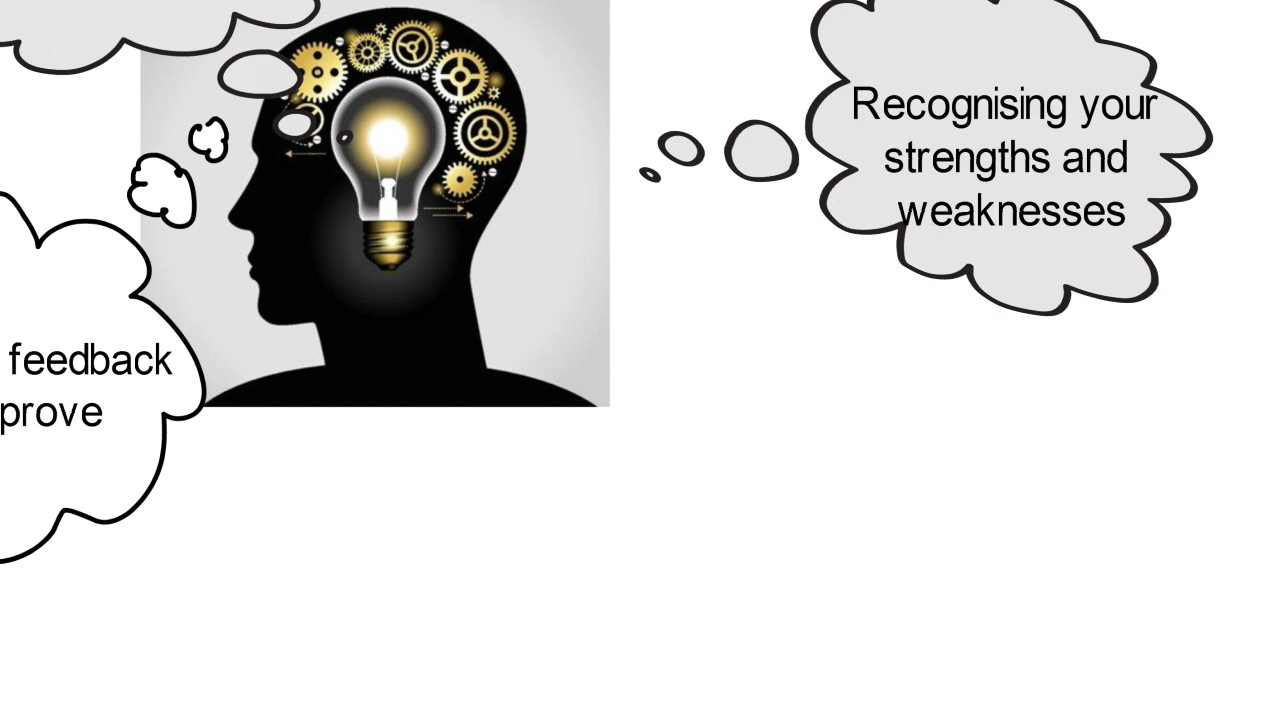 Recognising your
strengths and
weaknesses
feedback
prove